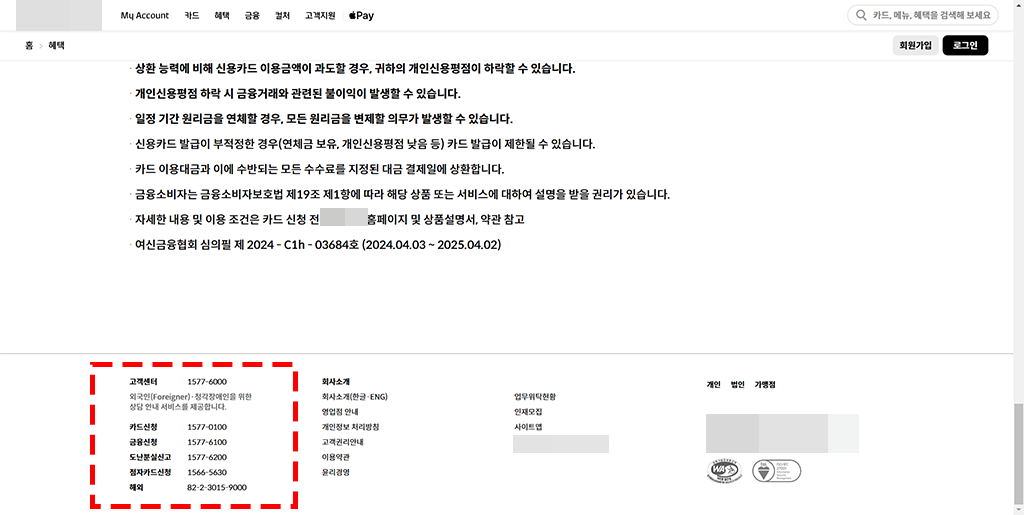 My Account 카드 혜택 금융 컬처 고객지원 Pay
카드, 메뉴, 혜택을 검색해 보세요
홈 > 혜택
회원가입 로그인
· 상환 능력에 비해 신용카드 이용금액이 과도할 경우, 귀하의 개인신용평점이 하락할 수 있습니다.
· 개인신용평점 하락 시 금융거래와 관련된 불이익이 발생할 수 있습니다.
· 일정 기간 원리금을 연체할 경우, 모든 원리금을 변제할 의무가 발생할 수 있습니다.
· 신용카드 발급이 부적정한 경우(연체금 보유, 개인신용평점 낮음 등) 카드 발급이 제한될 수 있습니다.
· 카드 이용대금과 이에 수반되는 모든 수수료를 지정된 대금 결제일에 상환합니다.
· 금융소비자는 금융소비자보호법 제19조 제1항에 따라 해당 상품 또는 서비스에 대하여 설명을 받을 권리가 있습니다.
· 자세한 내용 및 이용 조건은 카드 신청 전 홈페이지 및 상품설명서, 약관 참고
· 여신금융협회 심의필 제 2024 - C1h - 03684호 (2024.04.03 ~ 2025.04.02)
고객센터 1577-6000
외국인(Foreigner)·청각장애인을 위한
상담 안내 서비스를 제공합니다.
카드신청 1577-0100
금융신청 1577-6100
도난분실신고 1577-6200
점자카드신청 1566-5630
해외 82-2-3015-9000
회사소개
회사소개(한글·ENG)
영업점 안내
개인정보 처리방침
고객권리안내
이용약관
윤리경영
업무위탁현황
인재모집
사이트맵
개인 법인 가맹점
WA
ISO/IEC
27001